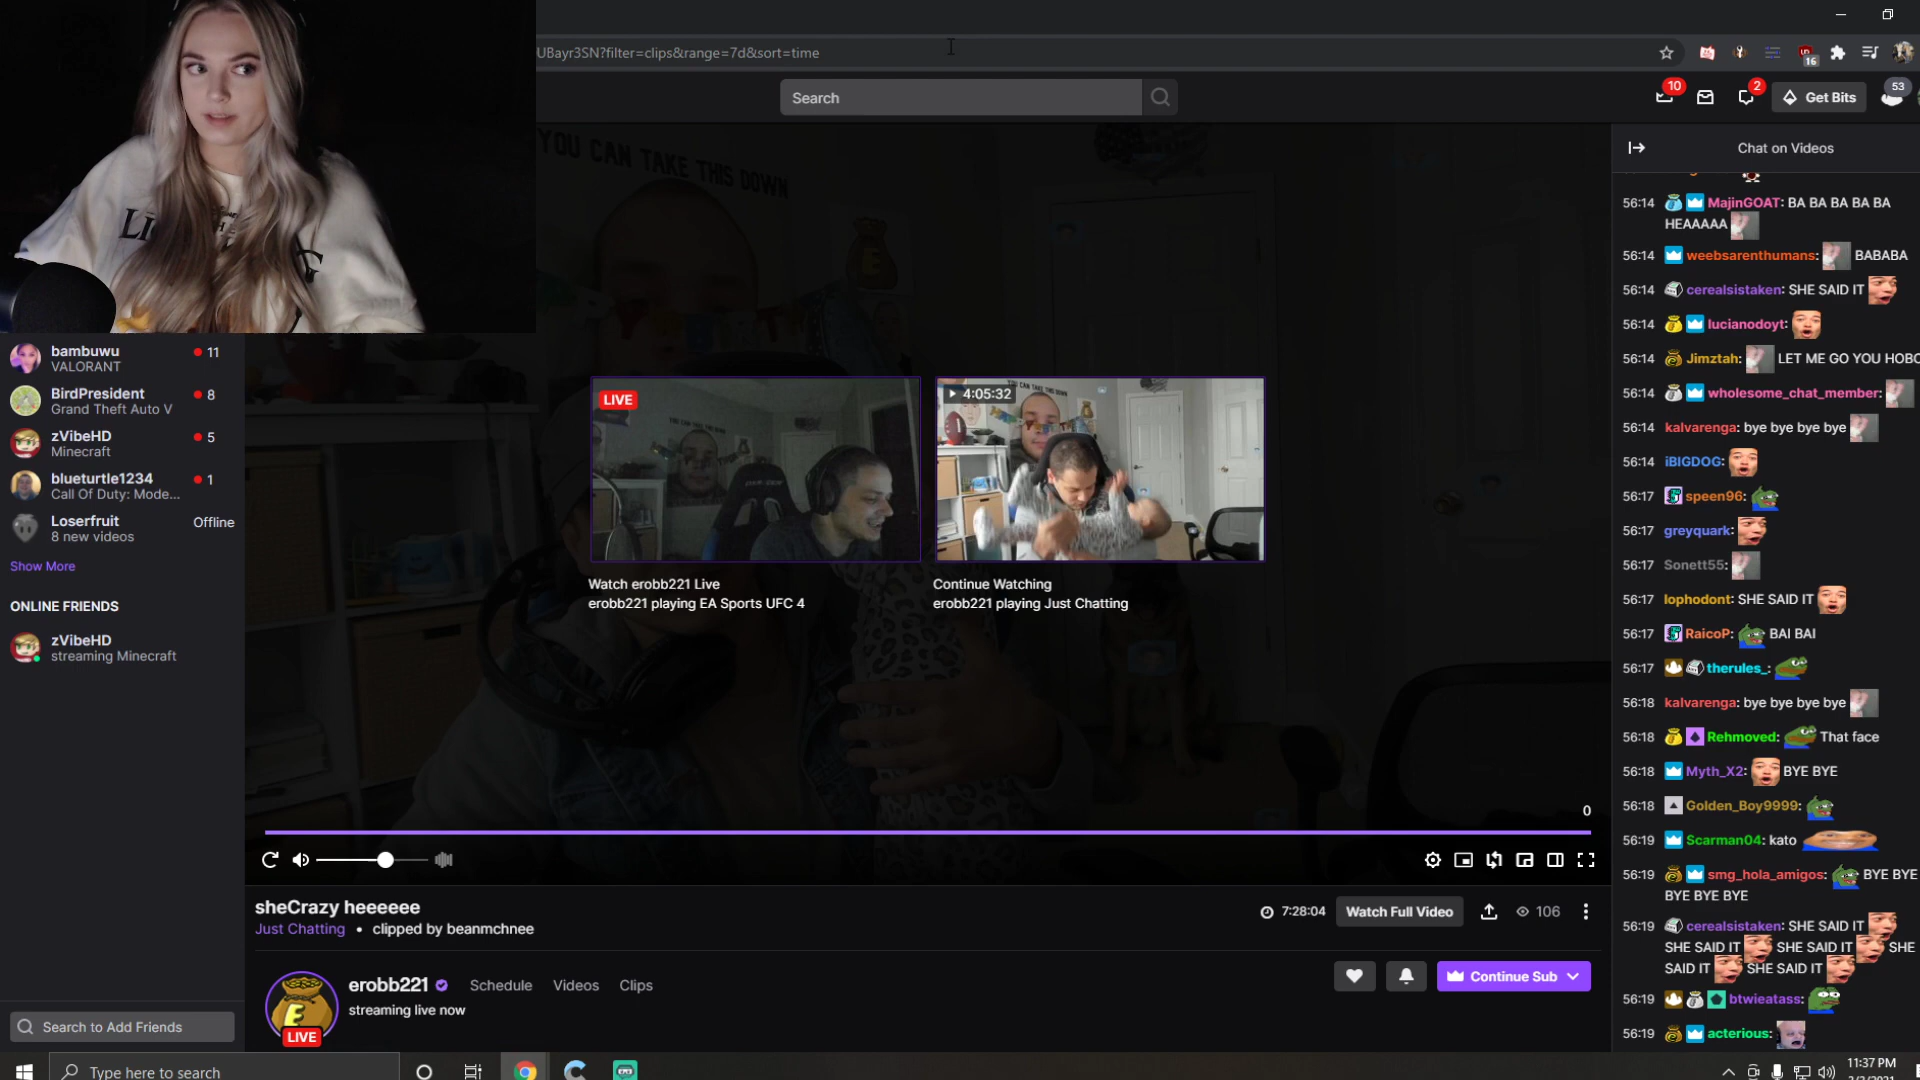 UBayr3SN?filter=clips&range=7d&sort=time
16
Search
10
2
Get Bits
53
YOU CAN TAKE THIS DOWN
Chat on Videos
56:14 MajinGOAT: BA BA BA BA BA
HEAAAAA
56:14 weebsarenthumans: BABABA
56:14 cerealsistaken: SHE SAID IT
56:14 lucianodoyt:
56:14 Jimztah: LET ME GO YOU HOBO
56:14 wholesome_chat_member:
56:14 kalvarenga: bye bye bye bye
56:14 iBIGDOG:
56:17 speen96:
56:17 greyquark:
56:17 Sonett55:
56:17 lophodont: SHE SAID IT
56:17 RaicoP: BAI BAI
56:17 therules_:
56:18 kalvarenga: bye bye bye bye
56:18 Rehmoved: That face
56:18 Myth_X2: BYE BYE
56:18 Golden_Boy9999:
56:19 Scarman04: kato
56:19 smg_hola_amigos: BYE BYE
BYE BYE BYE
56:19 cerealsistaken: SHE SAID IT
SHE SAID IT SHE SAID IT SHE
SAID IT SHE SAID IT
56:19 btwieatass:
56:19 acterious:
bambuwu 11
VALORANT
BirdPresident 8
Grand Theft Auto V
zVibeHD 5
Minecraft
blueturtle1234 1
Call Of Duty: Mode...
Loserfruit Offline
8 new videos
Show More
ONLINE FRIENDS
zVibeHD
streaming Minecraft
Search to Add Friends
LIVE
4:05:32
Watch erobb221 Live
erobb221 playing EA Sports UFC 4
Continue Watching
erobb221 playing Just Chatting
0
sheCrazy heeeeee
Just Chatting • clipped by beanmchnee
7:28:04
Watch Full Video
106
erobb221
Schedule
Videos
Clips
streaming live now
E
LIVE
Continue Sub
Type here to search
11:37 PM